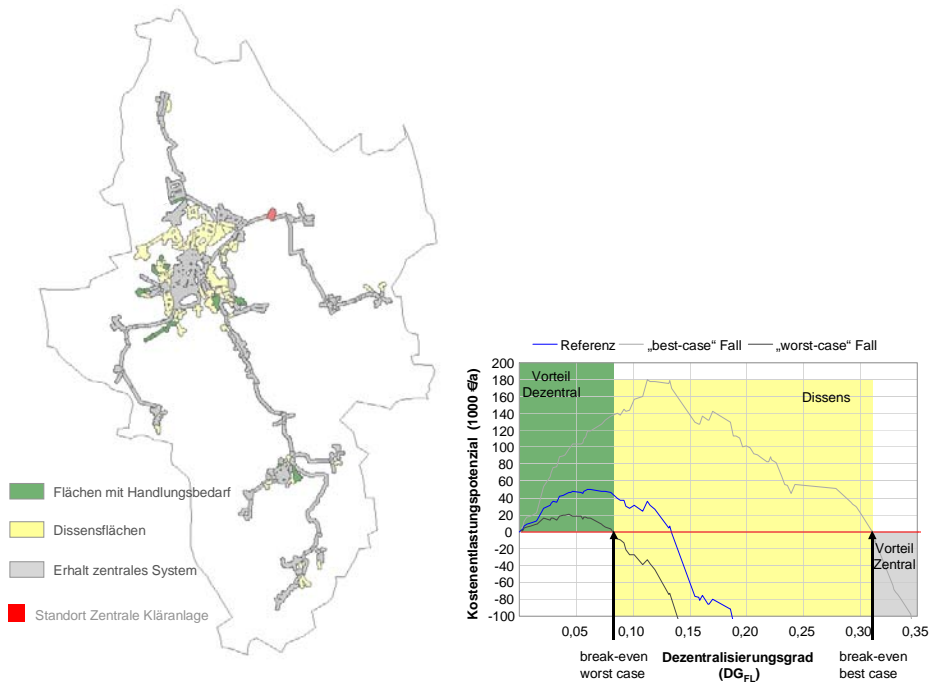 Flächen mit Handlungsbedarf
Dissensflächen
Erhalt zentrales System
Standort Zentrale Kläranlage
Referenz
„best-case“ Fall
„worst-case“ Fall
Kostenentlastungspotenzial (1000 €/a)
200
180
160
140
120
100
80
60
40
20
0
-20
-40
-60
-80
-100
Vorteil
Dezentral
Dissens
Vorteil
Zentral
0,05
0,10
0,15
0,20
0,25
0,30
0,35
break-even
worst case
Dezentralisierungsgrad
(DG_FL)
break-even
best case